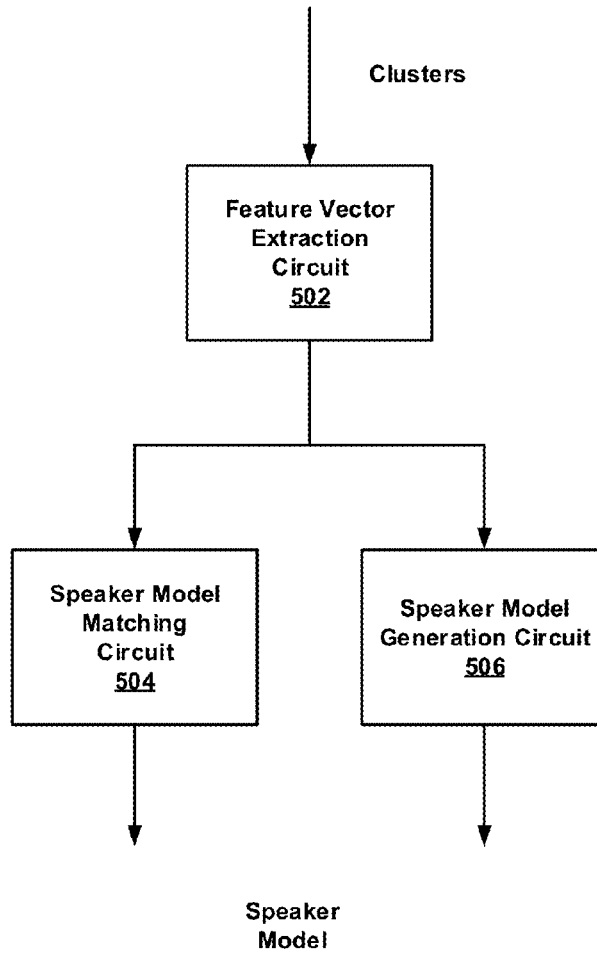 Clusters
Feature Vector
Extraction
Circuit
502
Speaker Model
Matching
Circuit
504
Speaker Model
Generation Circuit
506
Speaker
Model